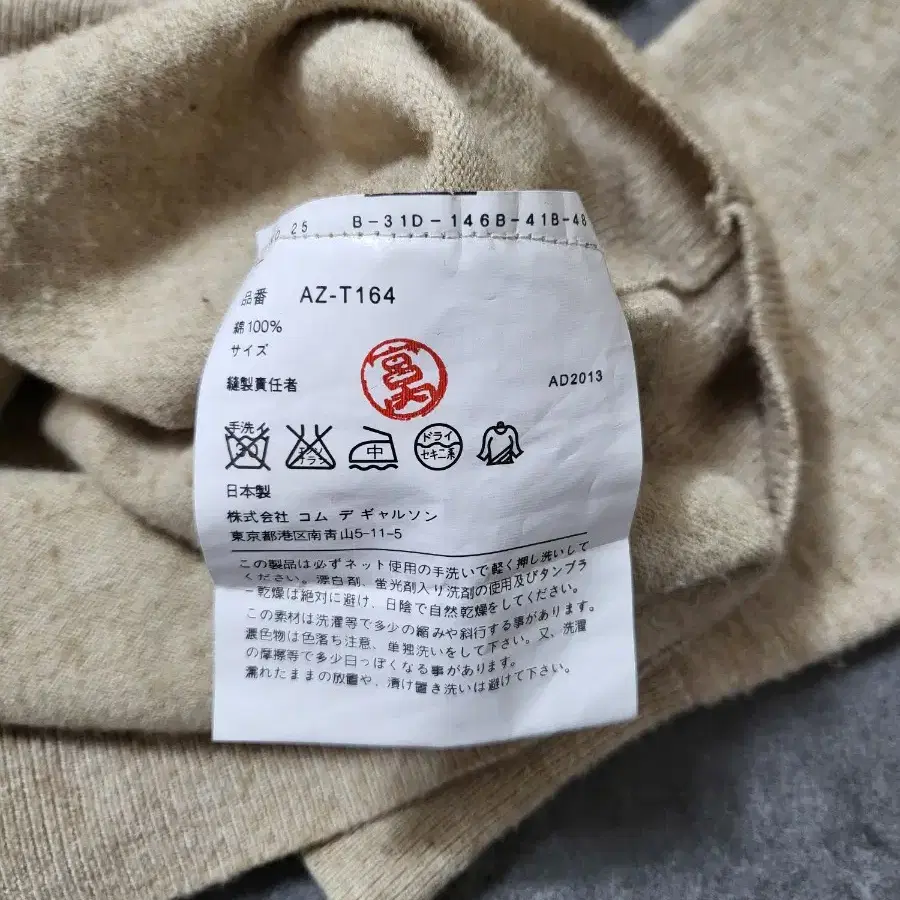 NO 25 B-31D-146B-41B-48
品番 AZ-T164
綿100%
サイズ
縫製責任者
AD2013
手洗イ 30
エンソ サラシ
中
ドライ
セキユ系
日本製
株式会社 コム デ ギャルソン
東京都港区南青山5-11-5
この製品は必ずネット使用の手洗いで軽く押し洗いして
ください。漂白剤、蛍光剤入り洗剤の使用及びタンブラ
ー乾燥は絶対に避け、日陰で自然乾燥をしてください。
この素材は洗濯等で多少の縮みや斜行する事があります。
濃色物は色落ち注意、単独洗いをして下さい。又、洗濯
の摩擦等で多少白っぽくなる事があります。
濡れたままの放置や、漬け置き洗いは避けて下さい。